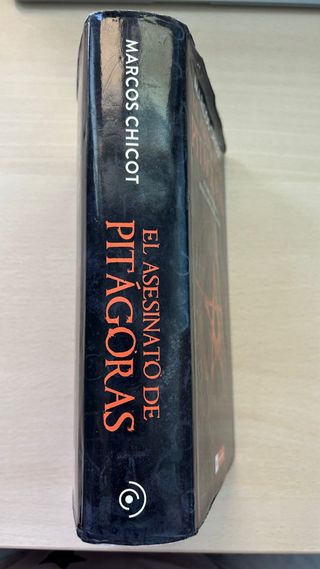 MARCOS CHICOT
EL ASESINATO DE
PITÁGORAS